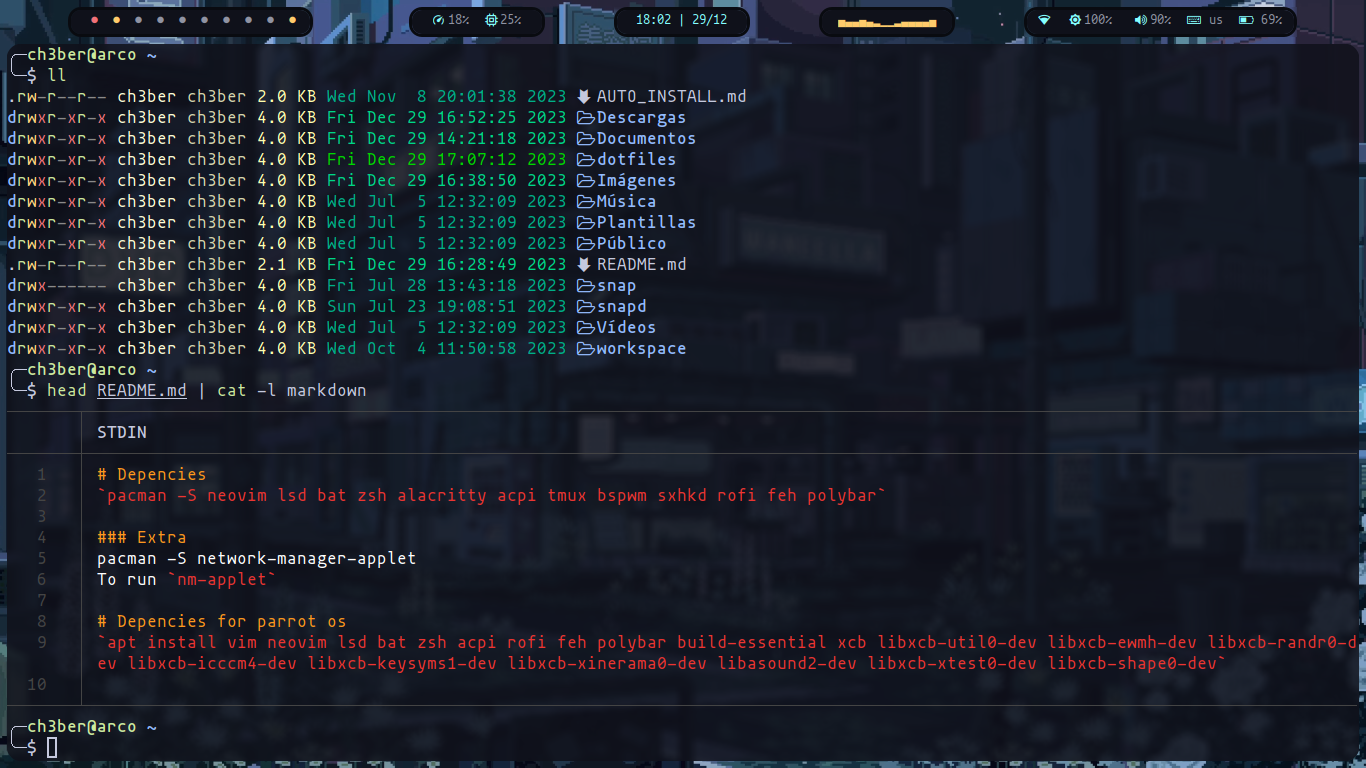 18% 25% 18:02 | 29/12 100% 90% us 69%
ch3ber@arco ~
$ ll
.rw-r--r-- ch3ber ch3ber 2.0 KB Wed Nov  8 20:01:38 2023 AUTO_INSTALL.md
drwxr-xr-x ch3ber ch3ber 4.0 KB Fri Dec 29 16:52:25 2023 Descargas
drwxr-xr-x ch3ber ch3ber 4.0 KB Fri Dec 29 14:21:18 2023 Documentos
drwxr-xr-x ch3ber ch3ber 4.0 KB Fri Dec 29 17:07:12 2023 dotfiles
drwxr-xr-x ch3ber ch3ber 4.0 KB Fri Dec 29 16:38:50 2023 Imágenes
drwxr-xr-x ch3ber ch3ber 4.0 KB Wed Jul  5 12:32:09 2023 Música
drwxr-xr-x ch3ber ch3ber 4.0 KB Wed Jul  5 12:32:09 2023 Plantillas
drwxr-xr-x ch3ber ch3ber 4.0 KB Wed Jul  5 12:32:09 2023 Público
.rw-r--r-- ch3ber ch3ber 2.1 KB Fri Dec 29 16:28:49 2023 README.md
drwx------ ch3ber ch3ber 4.0 KB Fri Jul 28 13:43:18 2023 snap
drwxr-xr-x ch3ber ch3ber 4.0 KB Sun Jul 23 19:08:51 2023 snapd
drwxr-xr-x ch3ber ch3ber 4.0 KB Wed Jul  5 12:32:09 2023 Vídeos
drwxr-xr-x ch3ber ch3ber 4.0 KB Wed Oct  4 11:50:58 2023 workspace
ch3ber@arco ~
$ head README.md | cat -l markdown
STDIN
1 # Depencies
2 `pacman -S neovim lsd bat zsh alacritty acpi tmux bspwm sxhkd rofi feh polybar`
3
4 ### Extra
5 pacman -S network-manager-applet
6 To run `nm-applet`
7
8 # Depencies for parrot os
9 `apt install vim neovim lsd bat zsh acpi rofi feh polybar build-essential xcb libxcb-util0-dev libxcb-ewmh-dev libxcb-randr0-d
ev libxcb-icccm4-dev libxcb-keysyms1-dev libxcb-xinerama0-dev libasound2-dev libxcb-xtest0-dev libxcb-shape0-dev`
10
ch3ber@arco ~
$